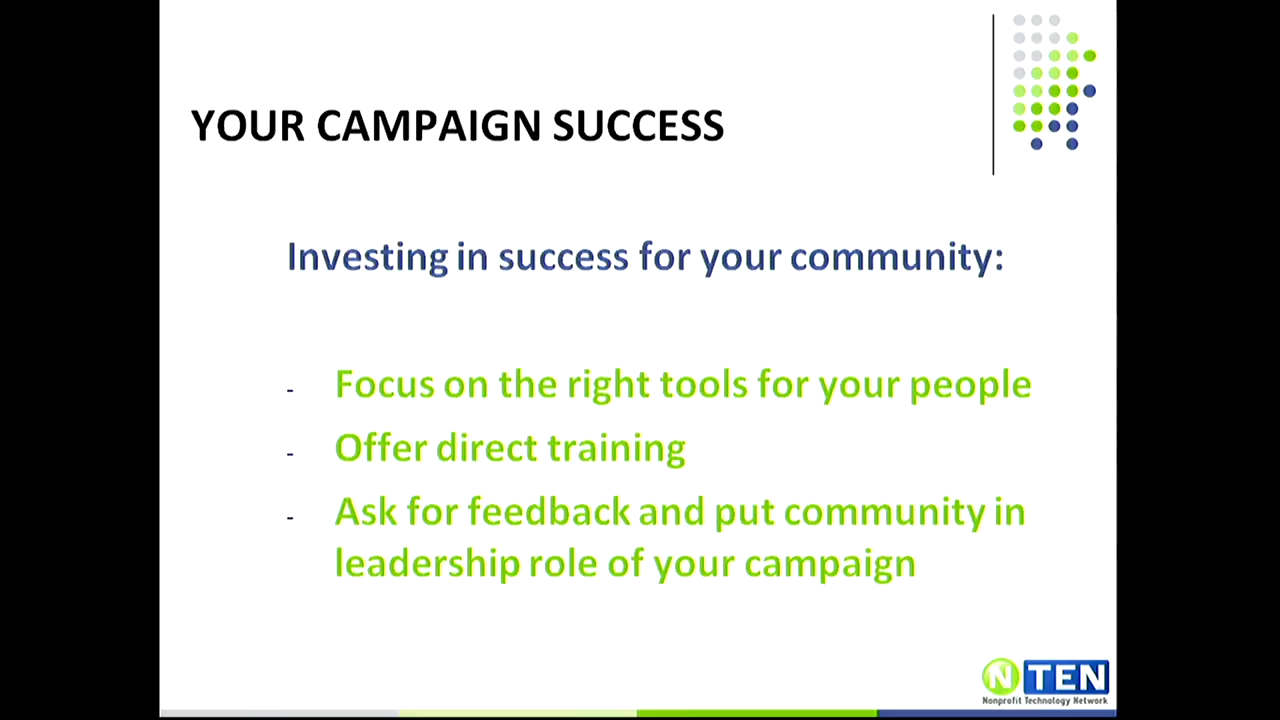 YOUR CAMPAIGN SUCCESS
Investing in success for your community:
- Focus on the right tools for your people
- Offer direct training
- Ask for feedback and put community in
leadership role of your campaign
NTEN
Nonprofit Technology Network